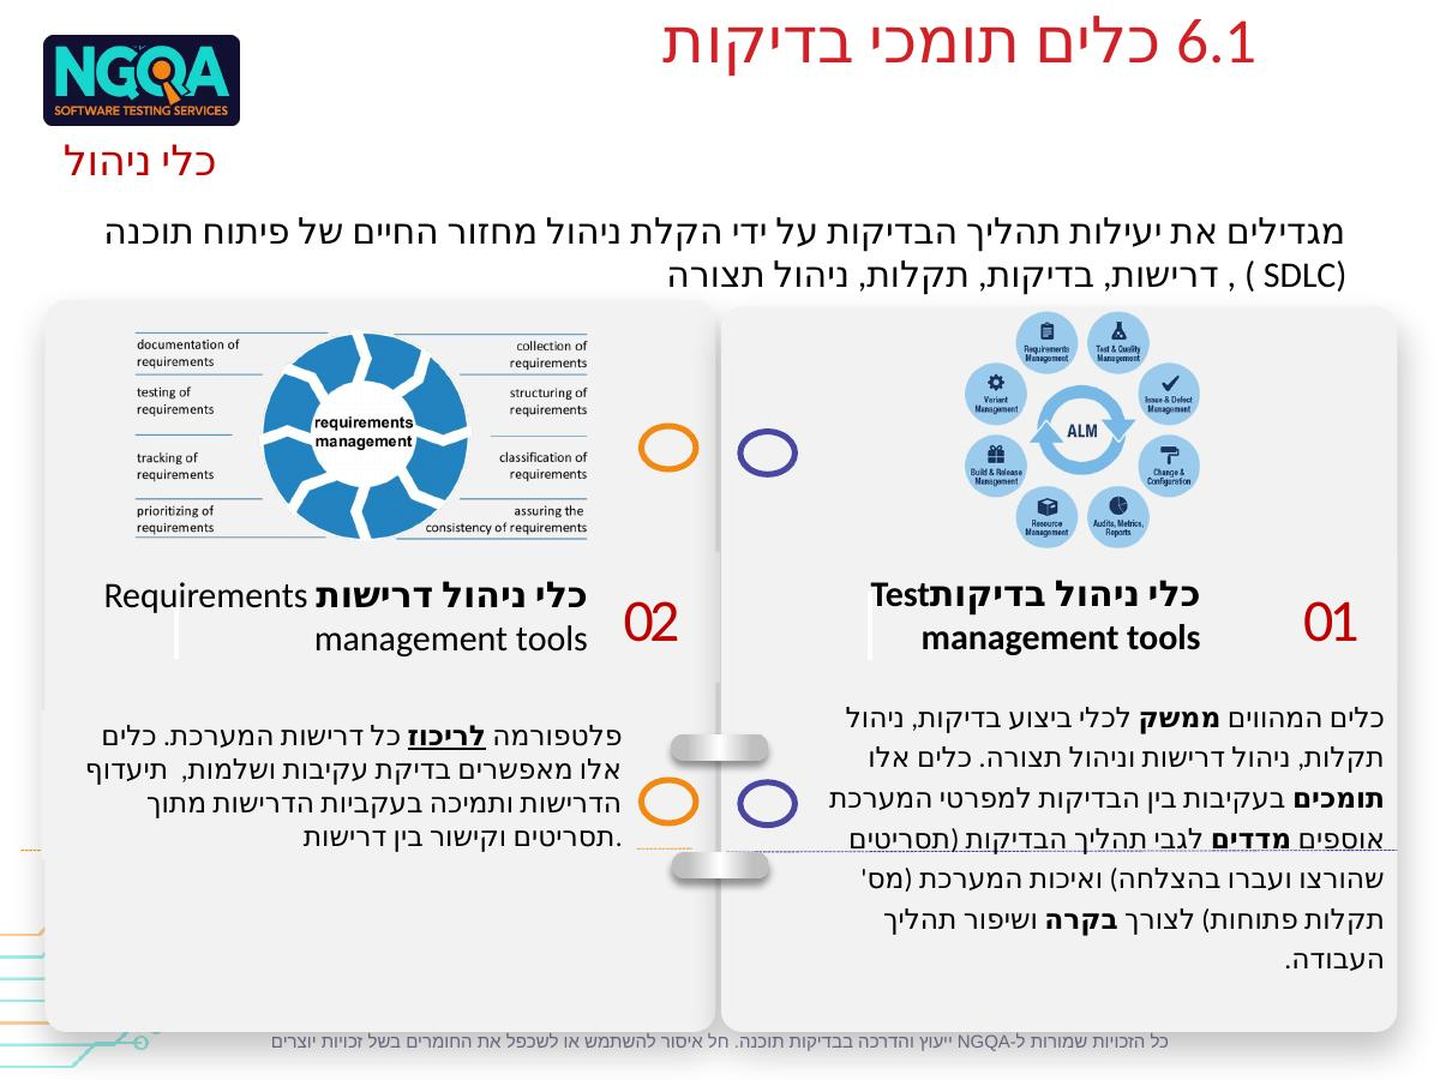 6.1 כלים תומכי בדיקות
NGQA
SOFTWARE TESTING SERVICES
כלי ניהול
מגדילים את יעילות תהליך הבדיקות על ידי הקלת ניהול מחזור החיים של פיתוח תוכנה
(SDLC ) , דרישות, בדיקות, תקלות, ניהול תצורה
Requirements Management
Test & Quality Management
Variant Management
Issue & Defect Management
ALM
Build & Release Management
Change & Configuration
Resource Management
Audits, Metrics, Reports
01
כלי ניהול בדיקותTest
management tools
כלים המהווים ממשק לכלי ביצוע בדיקות, ניהול
תקלות, ניהול דרישות וניהול תצורה. כלים אלו
תומכים בעקיבות בין הבדיקות למפרטי המערכת
אוספים מדדים לגבי תהליך הבדיקות (תסריטים
שהורצו ועברו בהצלחה) ואיכות המערכת (מס'
תקלות פתוחות) לצורך בקרה ושיפור תהליך
העבודה.
documentation of
requirements
testing of
requirements
tracking of
requirements
prioritizing of
requirements
requirements
management
collection of
requirements
structuring of
requirements
classification of
requirements
assuring the
consistency of requirements
02
כלי ניהול דרישות Requirements
management tools
פלטפורמה לריכוז כל דרישות המערכת. כלים
אלו מאפשרים בדיקת עקיבות ושלמות,  תיעדוף
הדרישות ותמיכה בעקביות הדרישות מתוך
.תסריטים וקישור בין דרישות
כל הזכויות שמורות ל-NGQA ייעוץ והדרכה בבדיקות תוכנה. חל איסור להשתמש או לשכפל את החומרים בשל זכויות יוצרים